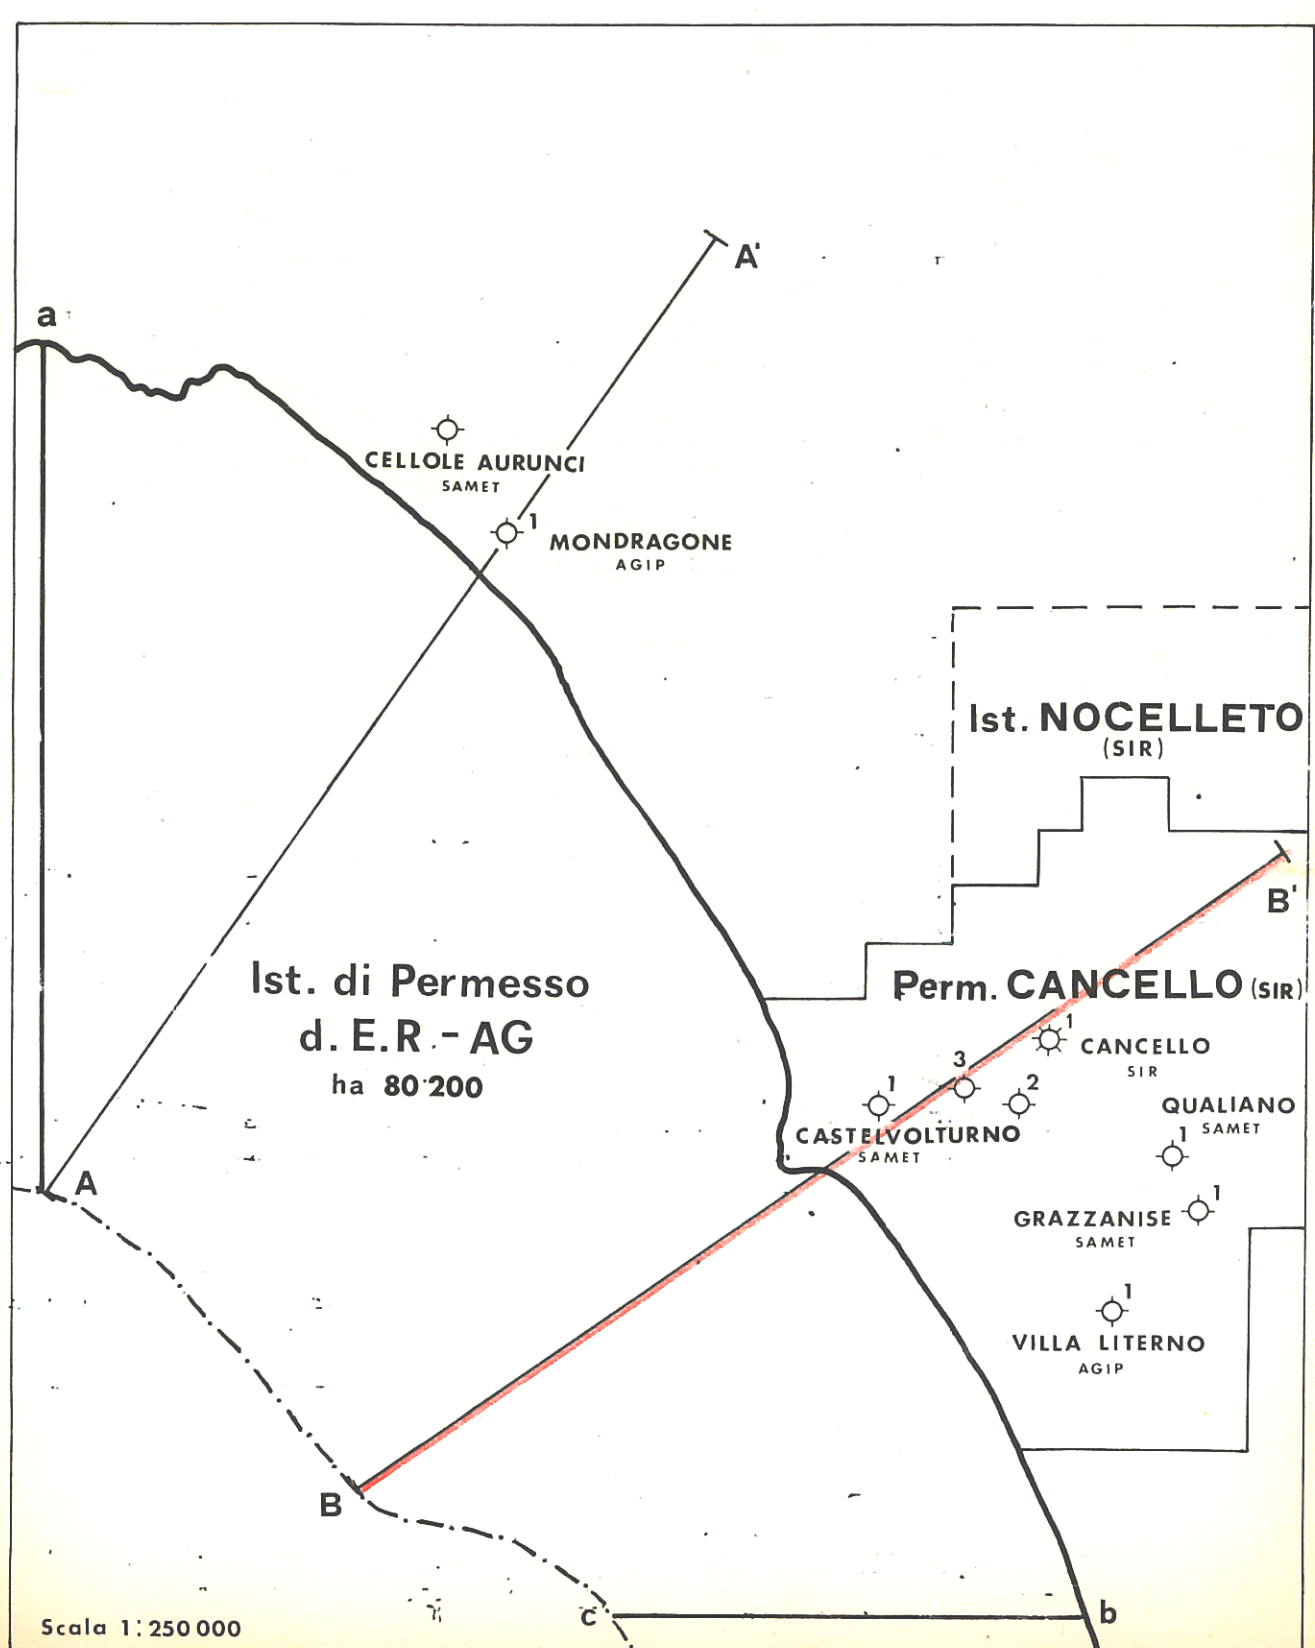 A'
a
CELLOLE AURUNCI
SAMET
1
MONDRAGONE
AGIP
Ist. NOCELLETO
(SIR)
B'
Ist. di Permesso
d. E.R.-AG
ha 80·200
Perm. CANCELLO (SIR)
1
CANCELLO
SIR
3
1
2
CASTELVOLTURNO
SAMET
QUALIANO
SAMET
1
A
1
GRAZZANISE
SAMET
1
VILLA LITERNO
AGIP
B
c
b
Scala 1:250 000